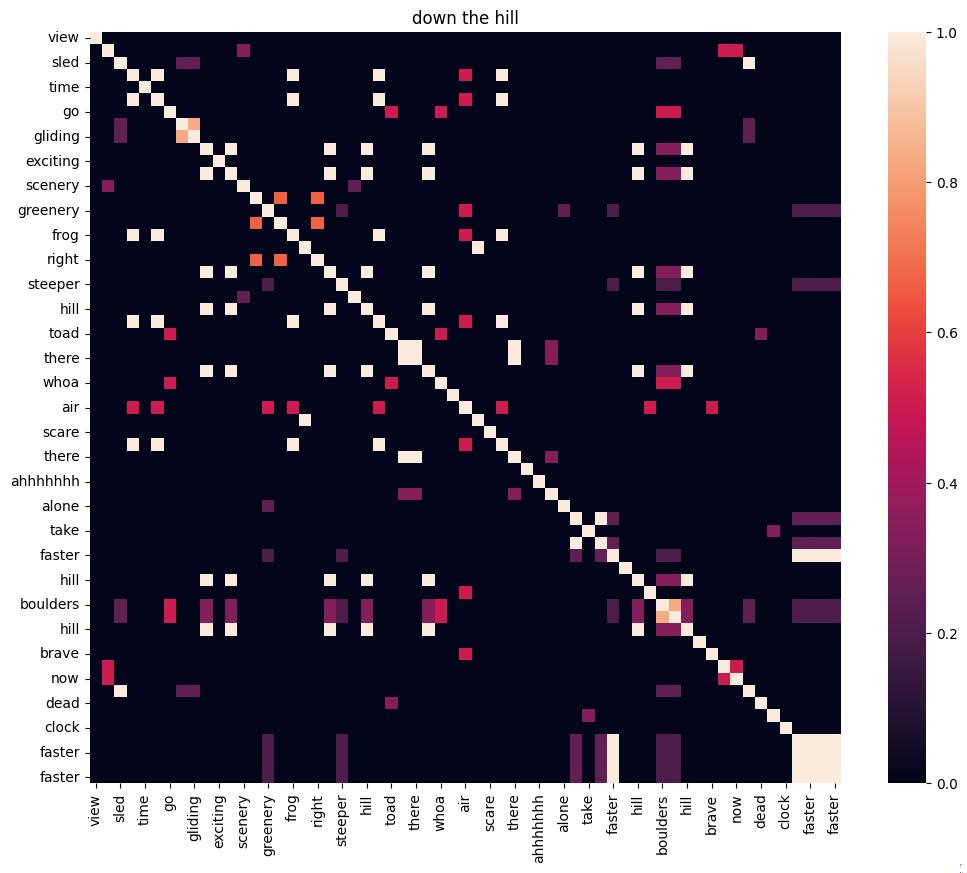 down the hill
view
sled
time
go
gliding
exciting
scenery
greenery
frog
right
steeper
hill
toad
there
whoa
air
scare
there
ahhhhhhh
alone
take
faster
hill
boulders
hill
brave
now
dead
clock
faster
faster
view
sled
time
go
gliding
exciting
scenery
greenery
frog
right
steeper
hill
toad
there
whoa
air
scare
there
ahhhhhhh
alone
take
faster
hill
boulders
hill
brave
now
dead
clock
faster
faster
1.0
0.8
0.6
0.4
0.2
0.0